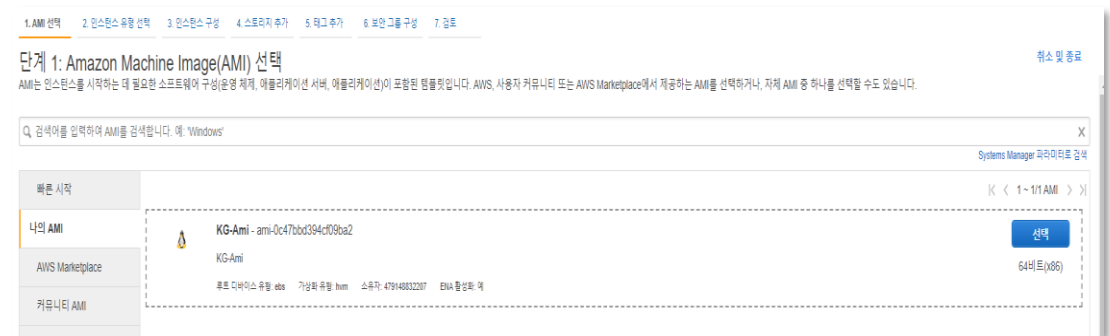 1. AMI 선택 2. 인스턴스 유형 선택 3. 인스턴스 구성 4. 스토리지 추가 5. 태그 추가 6. 보안 그룹 구성 7. 검토
단계 1: Amazon Machine Image(AMI) 선택
취소 및 종료
AMI는 인스턴스를 시작하는 데 필요한 소프트웨어 구성(운영 체제, 애플리케이션 서버, 애플리케이션)이 포함된 템플릿입니다. AWS, 사용자 커뮤니티 또는 AWS Marketplace에서 제공하는 AMI를 선택하거나, 자체 AMI 중 하나를 선택할 수도 있습니다.
검색어를 입력하여 AMI를 검색합니다. 예: 'Windows' X
Systems Manager 파라미터로 검색
빠른 시작
1 ~ 1/1 AMI
나의 AMI
KG-Ami - ami-0c47bbd394cf09ba2
선택
KG-Ami
64비트(x86)
AWS Marketplace
루트 디바이스 유형: ebs 가상화 유형: hvm 소유자: 479140832207 ENA 활성화: 예
커뮤니티 AMI